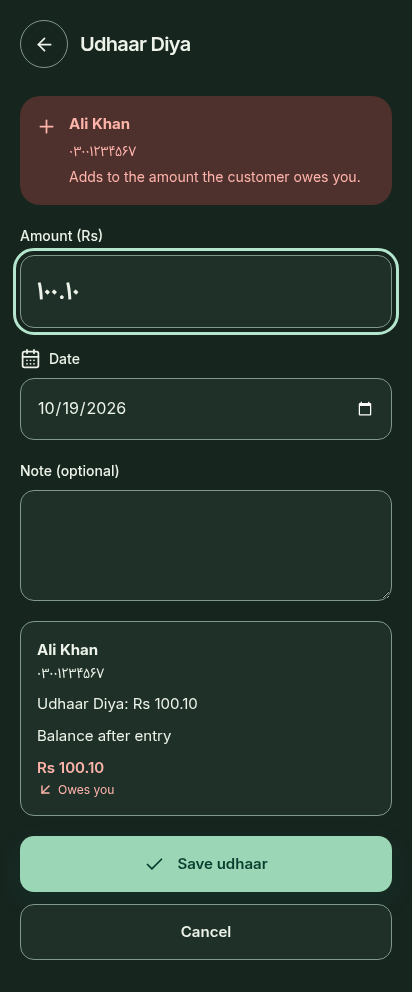 Udhaar Diya
Ali Khan
۰۳۰۰۱۲۳۴۵۶۷
Adds to the amount the customer owes you.
Amount (Rs)
۱۰۰.۱۰
Date
10/19/2026
Note (optional)
Ali Khan
۰۳۰۰۱۲۳۴۵۶۷
Udhaar Diya: Rs 100.10
Balance after entry
Rs 100.10
Owes you
Save udhaar
Cancel